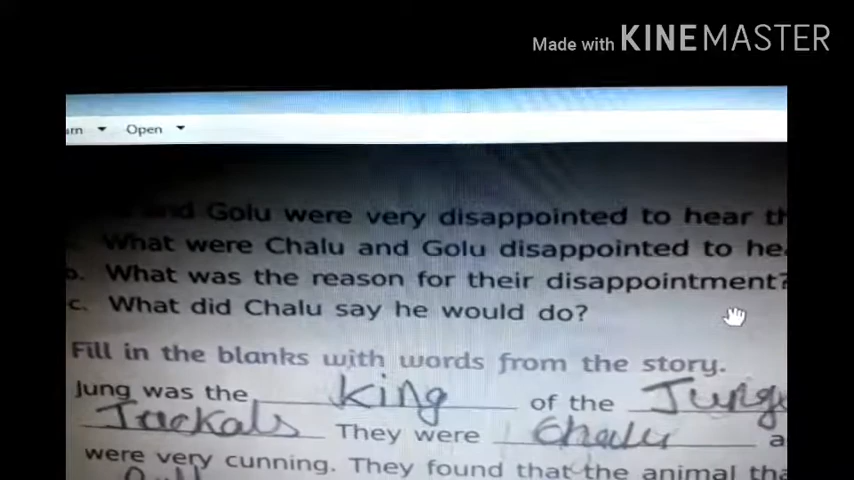 Made with KINEMASTER
Open
and Golu were very disappointed to hear
What were Chalu and Golu disappointed to
b. What was the reason for their disappointment?
c. What did Chalu say he would do?
Fill in the blanks with words from the story.
Jung was the king of the
Jackals They were Chalu
were very cunning. They found that the animal